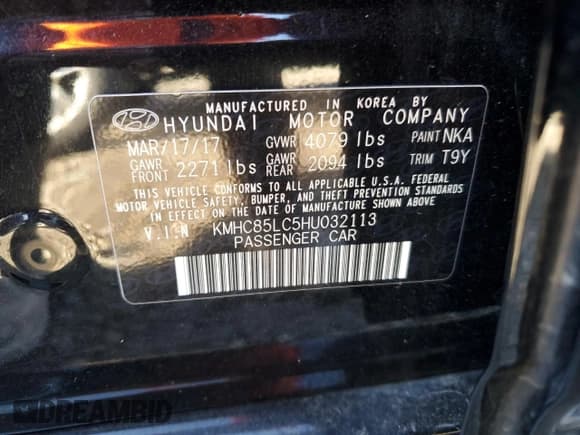 MANUFACTURED IN KOREA BY
HYUNDAI MOTOR COMPANY
MAR/17/17 GVWR 4079 lbs PAINT NKA
GAWR FRONT 2271 lbs GAWR REAR 2094 lbs TRIM T9Y
THIS VEHICLE CONFORMS TO ALL APPLICABLE U.S.A. FEDERAL
MOTOR VEHICLE SAFETY, BUMPER, AND THEFT PREVENTION STANDARDS
IN EFFECT ON THE DATE OF MANUFACTURE SHOWN ABOVE.
V.I.N KMHC85LC5HU032113
PASSENGER CAR
DREAMBID